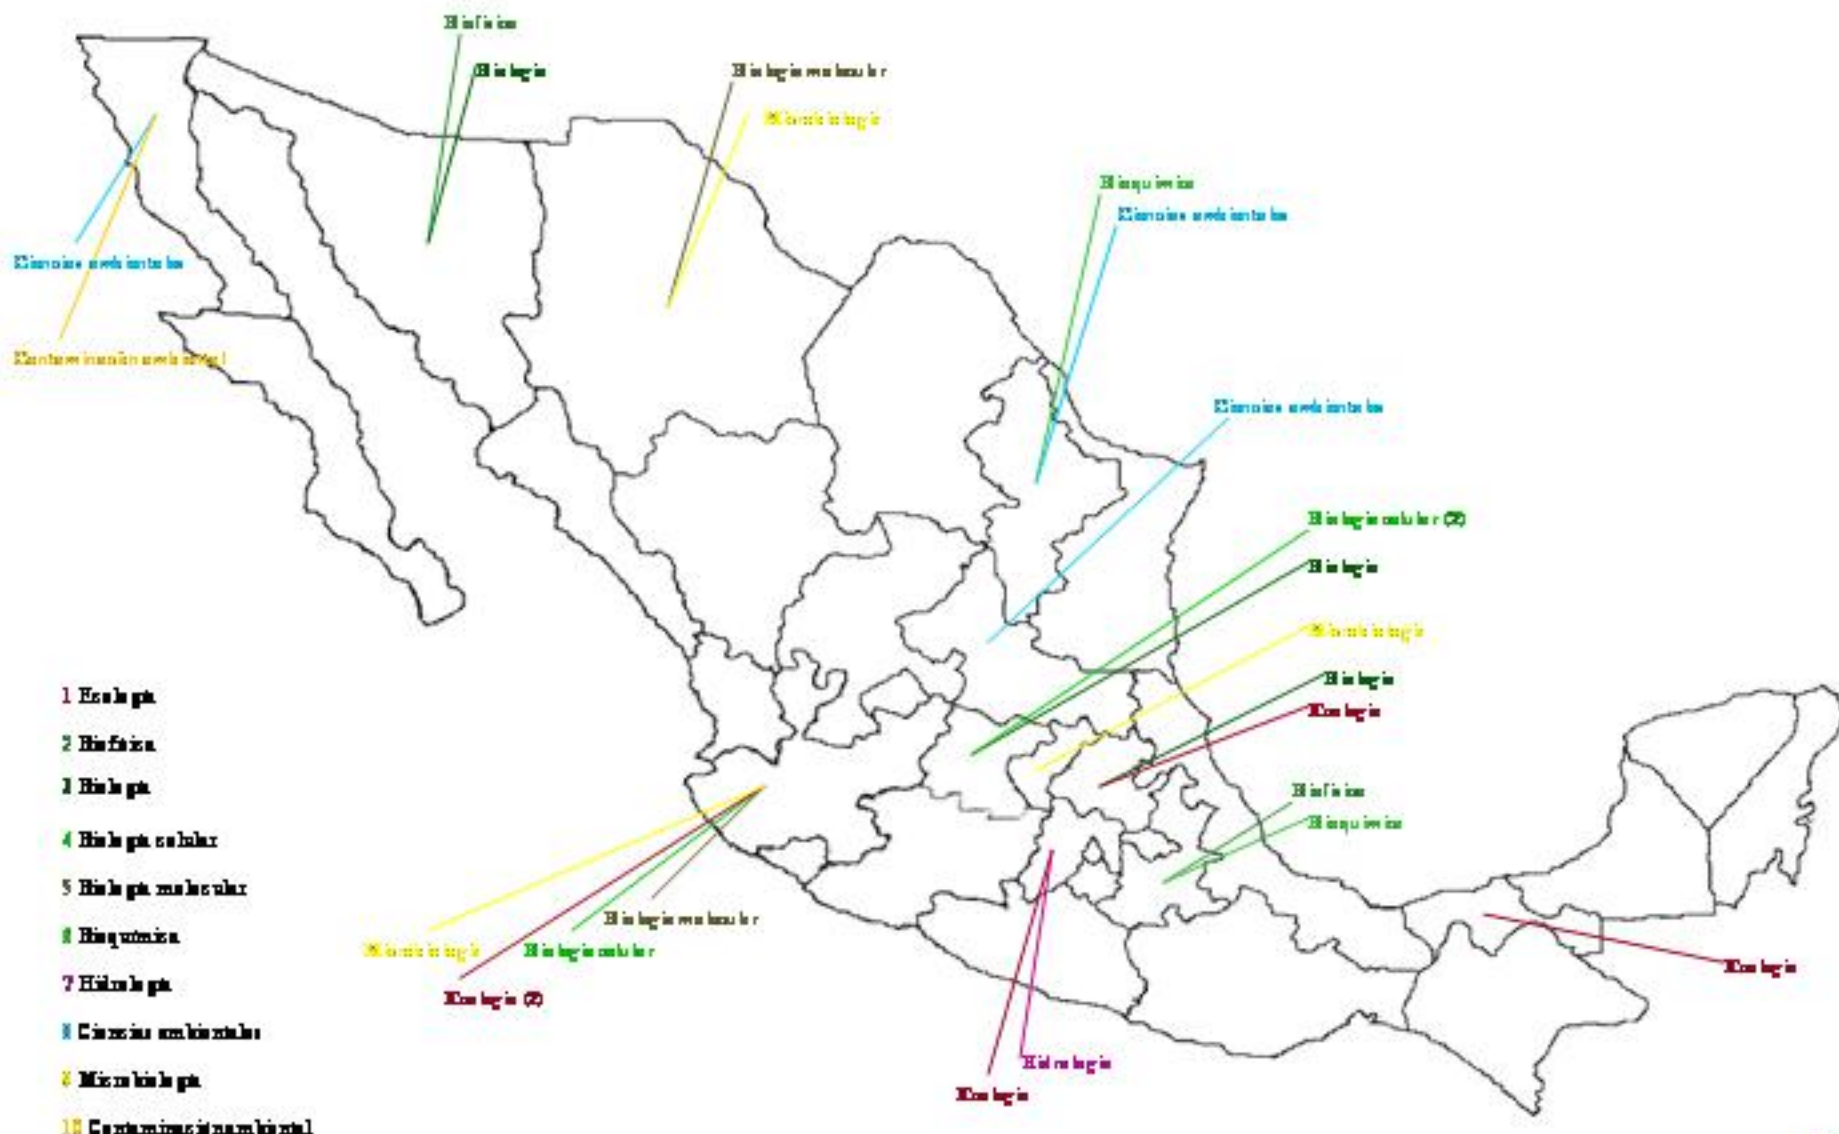 Biofísica
Biología
Biología molecular
Microbiología
Bioquímica
Ciencias ambientales
Ciencias ambientales
Contaminación ambiental
Ciencias ambientales
Biología celular (2)
Biología
Microbiología
Biología
Ecología
Biofísica
Bioquímica
Biología molecular
Microbiología
Biología celular
Ecología (2)
Ecología
Hidrología
Ecología
1 Ecología
2 Biofísica
3 Biología
4 Biología celular
5 Biología molecular
6 Bioquímica
7 Hidrología
8 Ciencias ambientales
9 Microbiología
10 Contaminación ambiental